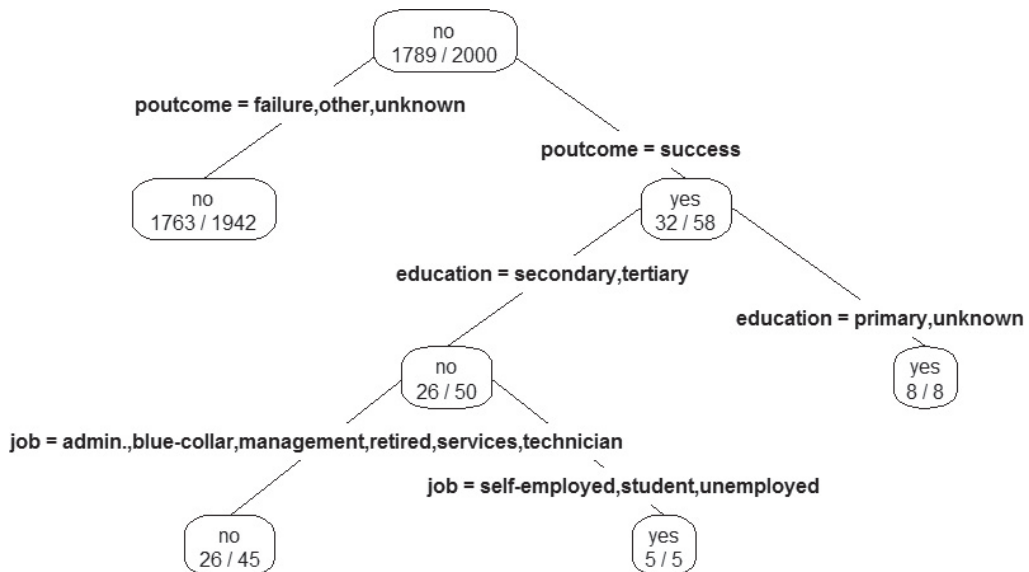 no
1789 / 2000
poutcome = failure,other,unknown
poutcome = success
no
1763 / 1942
yes
32 / 58
education = secondary,tertiary
education = primary,unknown
no
26 / 50
yes
8 / 8
job = admin.,blue-collar,management,retired,services,technician
job = self-employed,student,unemployed
no
26 / 45
yes
5 / 5